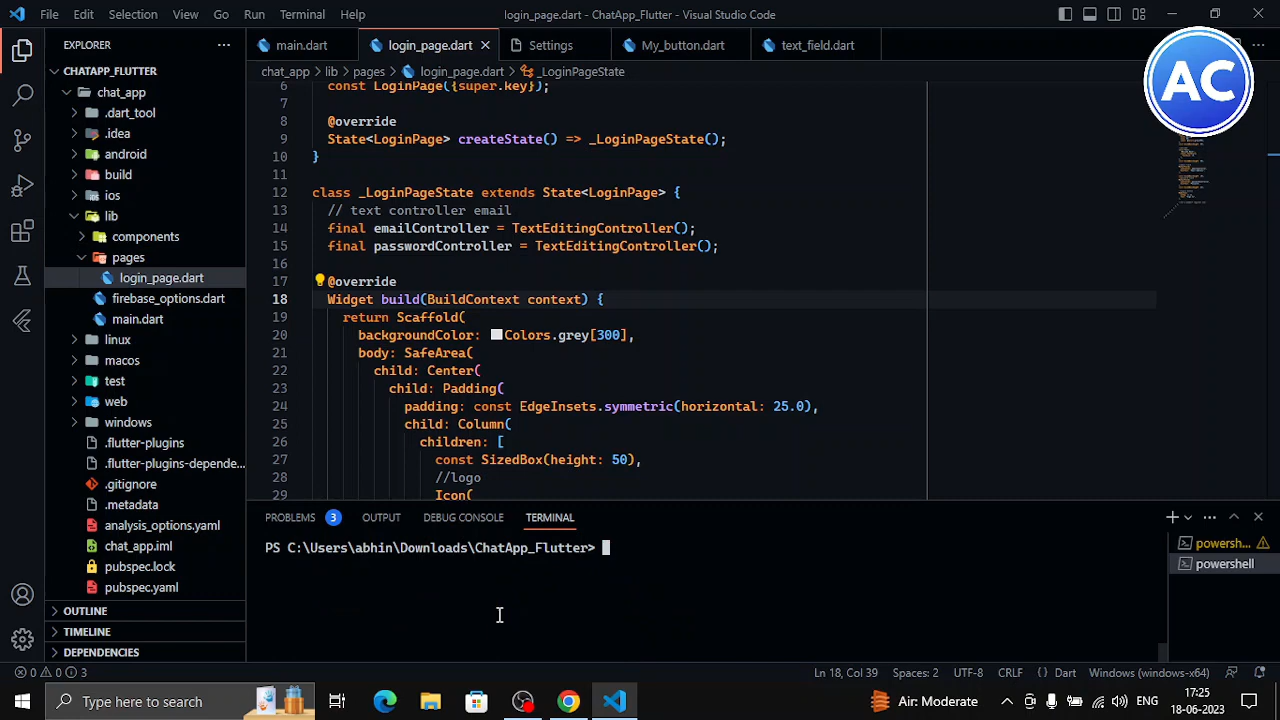 File Edit Selection View Go Run Terminal Help login_page.dart - ChatApp_Flutter - Visual Studio Code
EXPLORER
main.dart login_page.dart Settings My_button.dart text_field.dart
AC
CHATAPP_FLUTTER
chat_app
.dart_tool
.idea
android
build
ios
lib
components
pages
login_page.dart
firebase_options.dart
main.dart
linux
macos
test
web
windows
.flutter-plugins
.flutter-plugins-depende...
.gitignore
.metadata
analysis_options.yaml
chat_app.iml
pubspec.lock
pubspec.yaml
OUTLINE
TIMELINE
DEPENDENCIES
chat_app > lib > pages > login_page.dart > _LoginPageState
6 const LoginPage({super.key});
7
8 @override
9 State<LoginPage> createState() => _LoginPageState();
10 }
11
12 class _LoginPageState extends State<LoginPage> {
13 // text controller email
14 final emailController = TextEditingController();
15 final passwordController = TextEditingController();
16
17 @override
18 Widget build(BuildContext context) {
19 return Scaffold(
20 backgroundColor: Colors.grey[300],
21 body: SafeArea(
22 child: Center(
23 child: Padding(
24 padding: const EdgeInsets.symmetric(horizontal: 25.0),
25 child: Column(
26 children: [
27 const SizedBox(height: 50),
28 //logo
29 Icon(
PROBLEMS 3 OUTPUT DEBUG CONSOLE TERMINAL
PS C:\Users\abhin\Downloads\ChatApp_Flutter>
powersh...
powershell
0 0 3 Ln 18, Col 39 Spaces: 2 UTF-8 CRLF { } Dart Windows (windows-x64)
Type here to search Air: Moderate ENG 17:25
18-06-2023